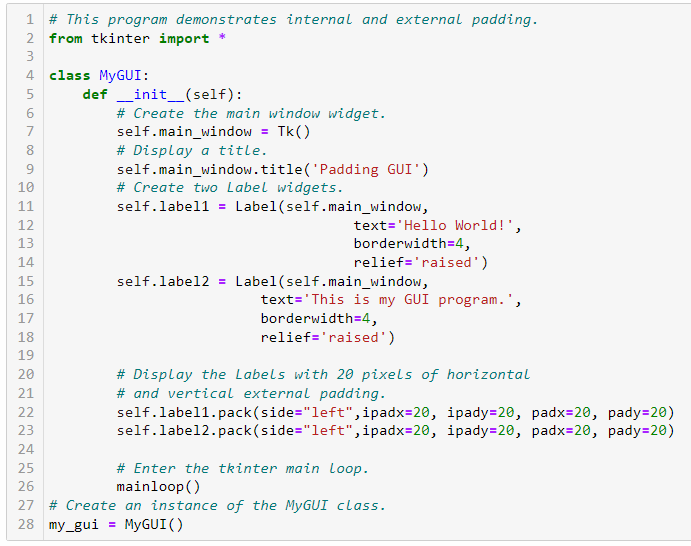 1 # This program demonstrates internal and external padding.
2 from tkinter import *
3
4 class MyGUI:
5     def __init__(self):
6         # Create the main window widget.
7         self.main_window = Tk()
8         # Display a title.
9         self.main_window.title('Padding GUI')
10         # Create two Label widgets.
11         self.label1 = Label(self.main_window,
12                                     text='Hello World!',
13                                     borderwidth=4,
14                                     relief='raised')
15         self.label2 = Label(self.main_window,
16                          text='This is my GUI program.',
17                          borderwidth=4,
18                          relief='raised')
19
20         # Display the Labels with 20 pixels of horizontal
21         # and vertical external padding.
22         self.label1.pack(side="left",ipadx=20, ipady=20, padx=20, pady=20)
23         self.label2.pack(side="left",ipadx=20, ipady=20, padx=20, pady=20)
24
25         # Enter the tkinter main loop.
26         mainloop()
27 # Create an instance of the MyGUI class.
28 my_gui = MyGUI()